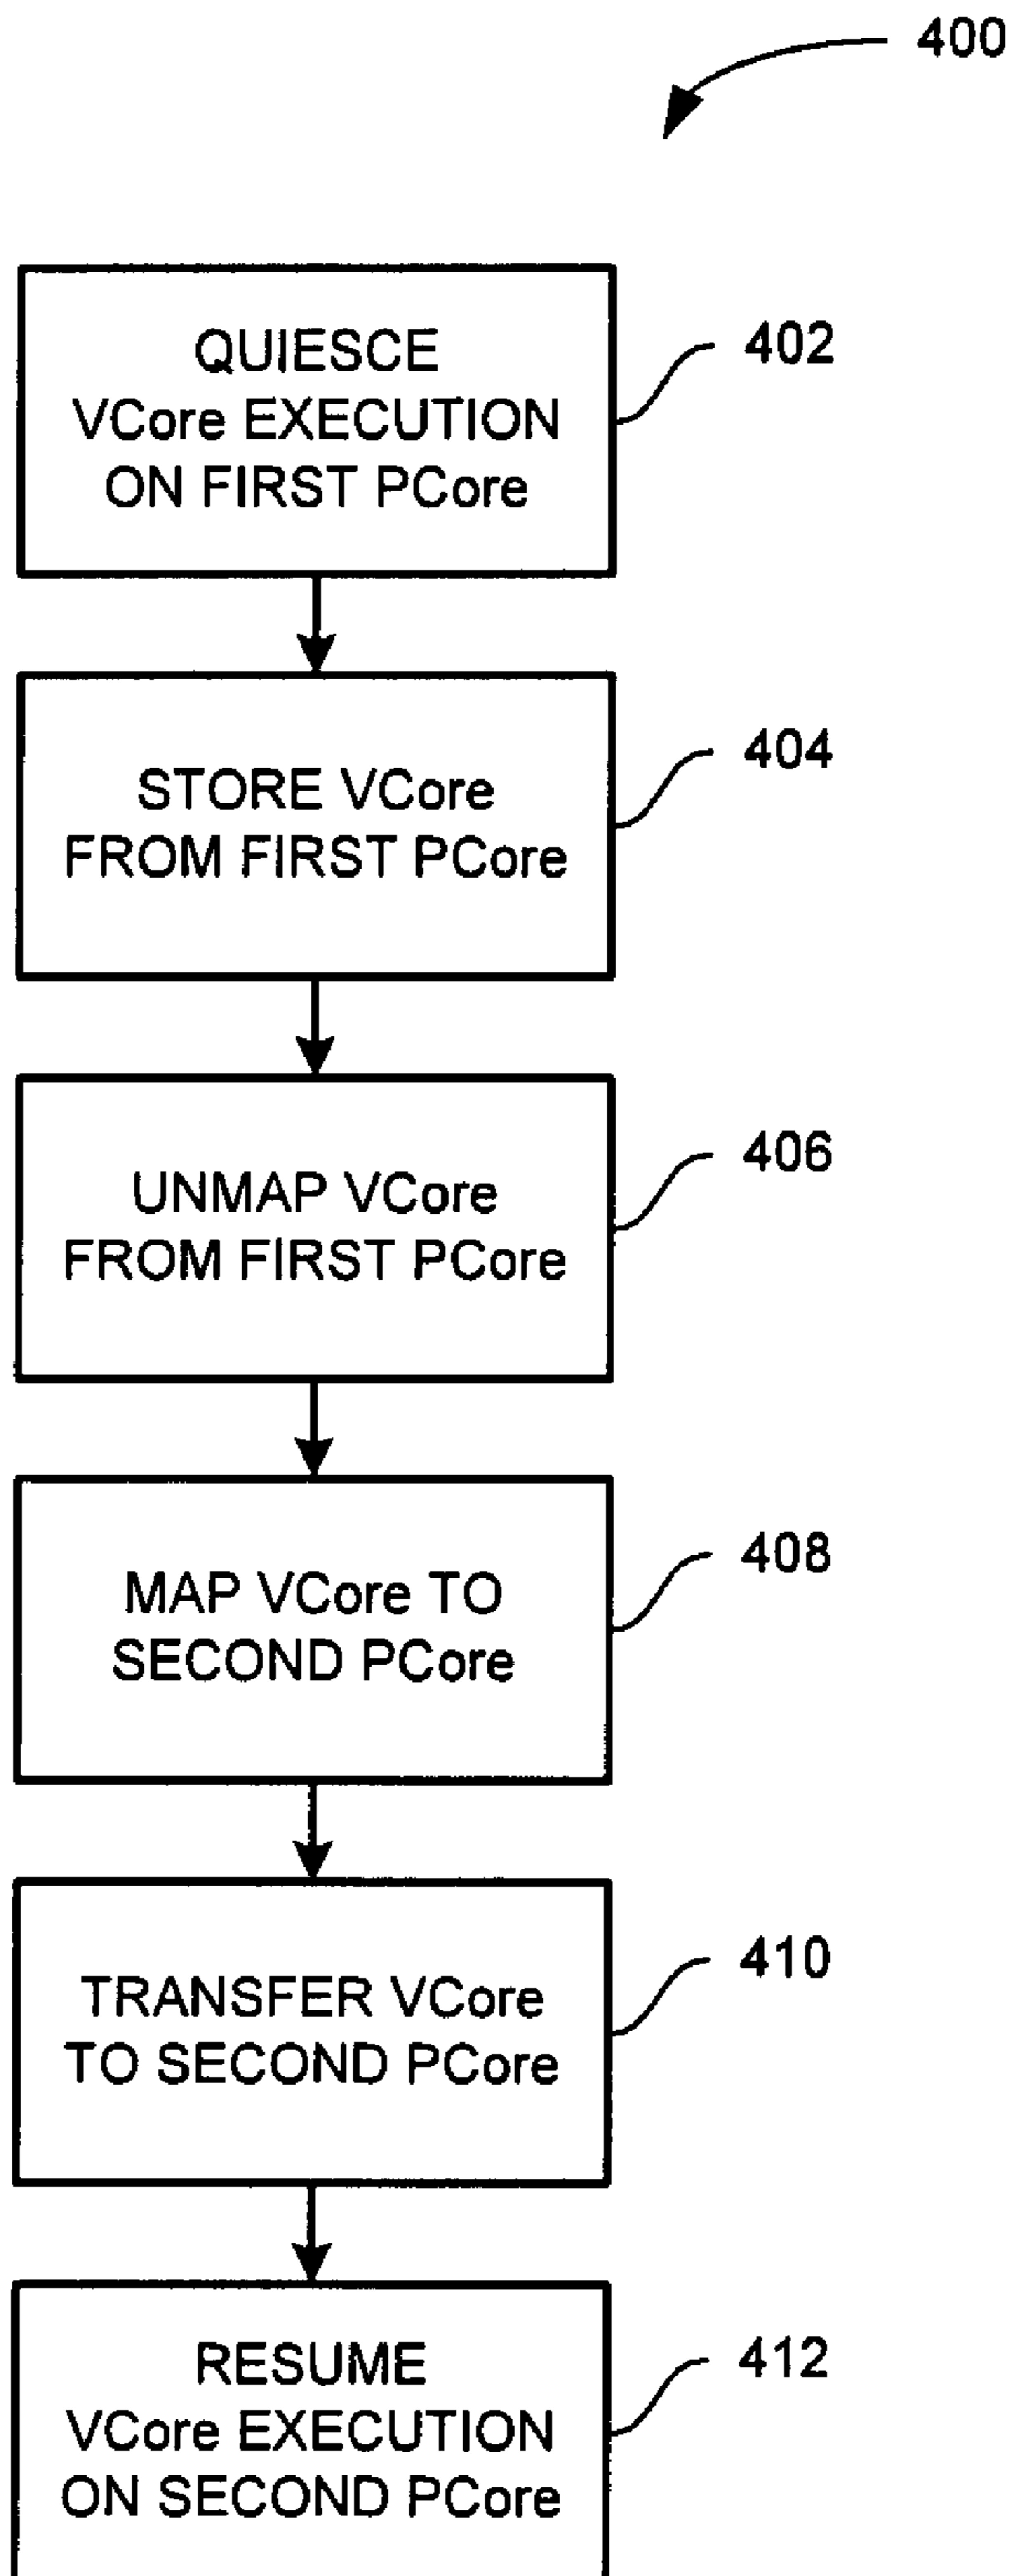 400
QUIESCE
VCore EXECUTION
ON FIRST PCore
402
STORE VCore
FROM FIRST PCore
404
UNMAP VCore
FROM FIRST PCore
406
MAP VCore TO
SECOND PCore
408
TRANSFER VCore
TO SECOND PCore
410
RESUME
VCore EXECUTION
ON SECOND PCore
412